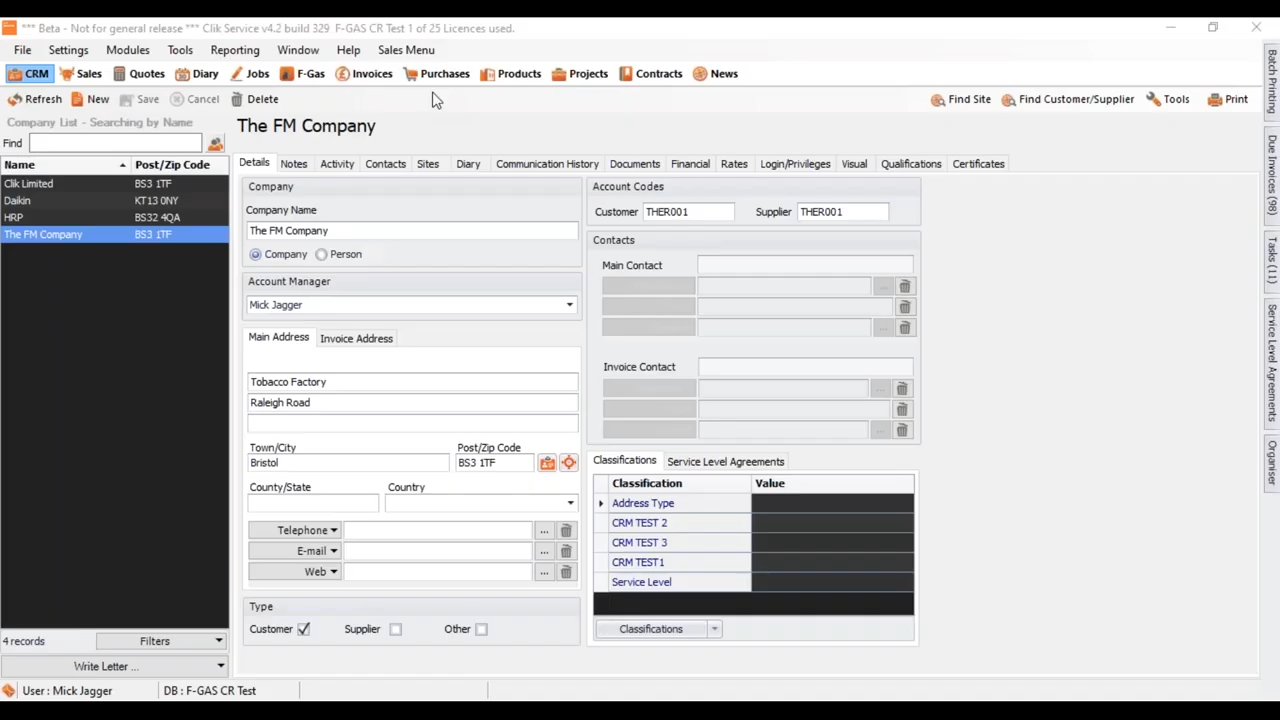 *** Beta - Not for general release *** Clik Service v4.2 build 329  F-GAS CR Test 1 of 25 Licences used.
File Settings Modules Tools Reporting Window Help Sales Menu
CRM Sales Quotes Diary Jobs F-Gas Invoices Purchases Products Projects Contracts News
Refresh New Save Cancel Delete Find Site Find Customer/Supplier Tools Print
Company List - Searching by Name
Find
Name Post/Zip Code
Clik Limited BS3 1TF
Daikin KT13 0NY
HRP BS32 4QA
The FM Company BS3 1TF
4 records Filters
Write Letter ...
The FM Company
Details Notes Activity Contacts Sites Diary Communication History Documents Financial Rates Login/Privileges Visual Qualifications Certificates
Company
Company Name
The FM Company
Company Person
Account Manager
Mick Jagger
Main Address Invoice Address
Tobacco Factory
Raleigh Road
Town/City Post/Zip Code
Bristol BS3 1TF
County/State Country
Telephone ...
E-mail ...
Web ...
Type
Customer Supplier Other
Account Codes
Customer THER001 Supplier THER001
Contacts
Main Contact
...
...
Invoice Contact
...
...
Classifications Service Level Agreements
Classification Value
Address Type
CRM TEST 2
CRM TEST 3
CRM TEST1
Service Level
Classifications
Batch Printing
Due Invoices (98)
Tasks (11)
Service Level Agreements
Organiser
User : Mick Jagger DB : F-GAS CR Test